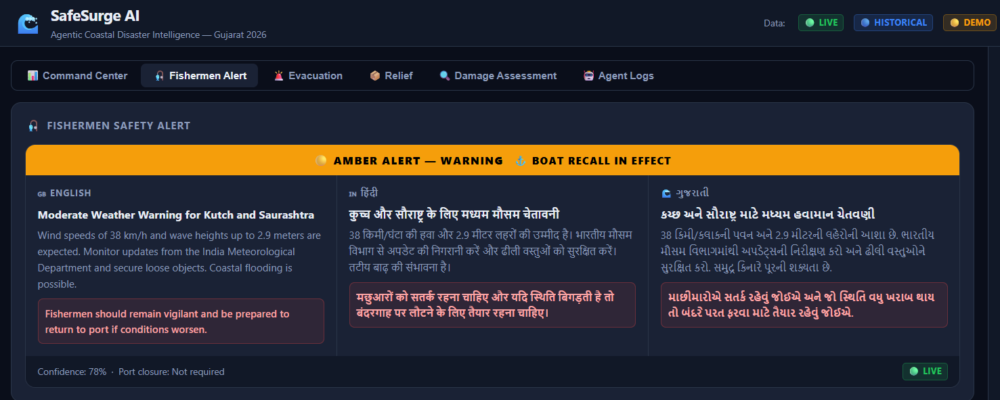 SafeSurge AI
Agentic Coastal Disaster Intelligence — Gujarat 2026
Data: LIVE HISTORICAL DEMO
Command Center Fishermen Alert Evacuation Relief Damage Assessment Agent Logs
FISHERMEN SAFETY ALERT
AMBER ALERT — WARNING BOAT RECALL IN EFFECT
GB ENGLISH
Moderate Weather Warning for Kutch and Saurashtra
Wind speeds of 38 km/h and wave heights up to 2.9 meters are
expected. Monitor updates from the India Meteorological
Department and secure loose objects. Coastal flooding is
possible.
Fishermen should remain vigilant and be prepared to
return to port if conditions worsen.
IN हिंदी
कुच्छ और सौराष्ट्र के लिए मध्यम मौसम चेतावनी
38 किमी/घंटा की हवा और 2.9 मीटर लहरों की उम्मीद है। भारतीय मौसम
विभाग से अपडेट की निगरानी करें और ढीली वस्तुओं को सुरक्षित करें।
तटीय बाढ़ की संभावना है।
मछुआरों को सतर्क रहना चाहिए और यदि स्थिति बिगड़ती है तो
बंदरगाह पर लौटने के लिए तैयार रहना चाहिए।
ગુજરાતી
કચ્છ અને સૌરાષ્ટ્ર માટે મધ્યમ હવામાન ચેતવણી
38 કિમી/કલાકની પવન અને 2.9 મીટરની લહેરોની આશા છે. ભારતીય
મૌસમ વિભાગમાંથી અપડેટ્સની નિરીક્ષણ કરો અને ઢીલી વસ્તુઓને
સુરક્ષિત કરો. સમુદ્ર કિનારે પૂરની શક્યતા છે.
માછીમારોએ સતર્ક રહેવું જોઈએ અને જો સ્થિતિ વધુ ખરાબ થાય
તો બંદરે પરત ફરવા માટે તૈયાર રહેવું જોઈએ.
Confidence: 78% · Port closure: Not required
LIVE